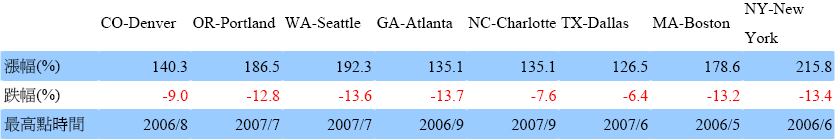 CO-Denver OR-Portland WA-Seattle GA-Atlanta NC-Charlotte TX-Dallas MA-Boston NY-New York
漲幅(%) 140.3 186.5 192.3 135.1 135.1 126.5 178.6 215.8
跌幅(%) -9.0 -12.8 -13.6 -13.7 -7.6 -6.4 -13.2 -13.4
最高點時間 2006/8 2007/7 2007/7 2006/9 2007/9 2007/6 2006/5 2006/6